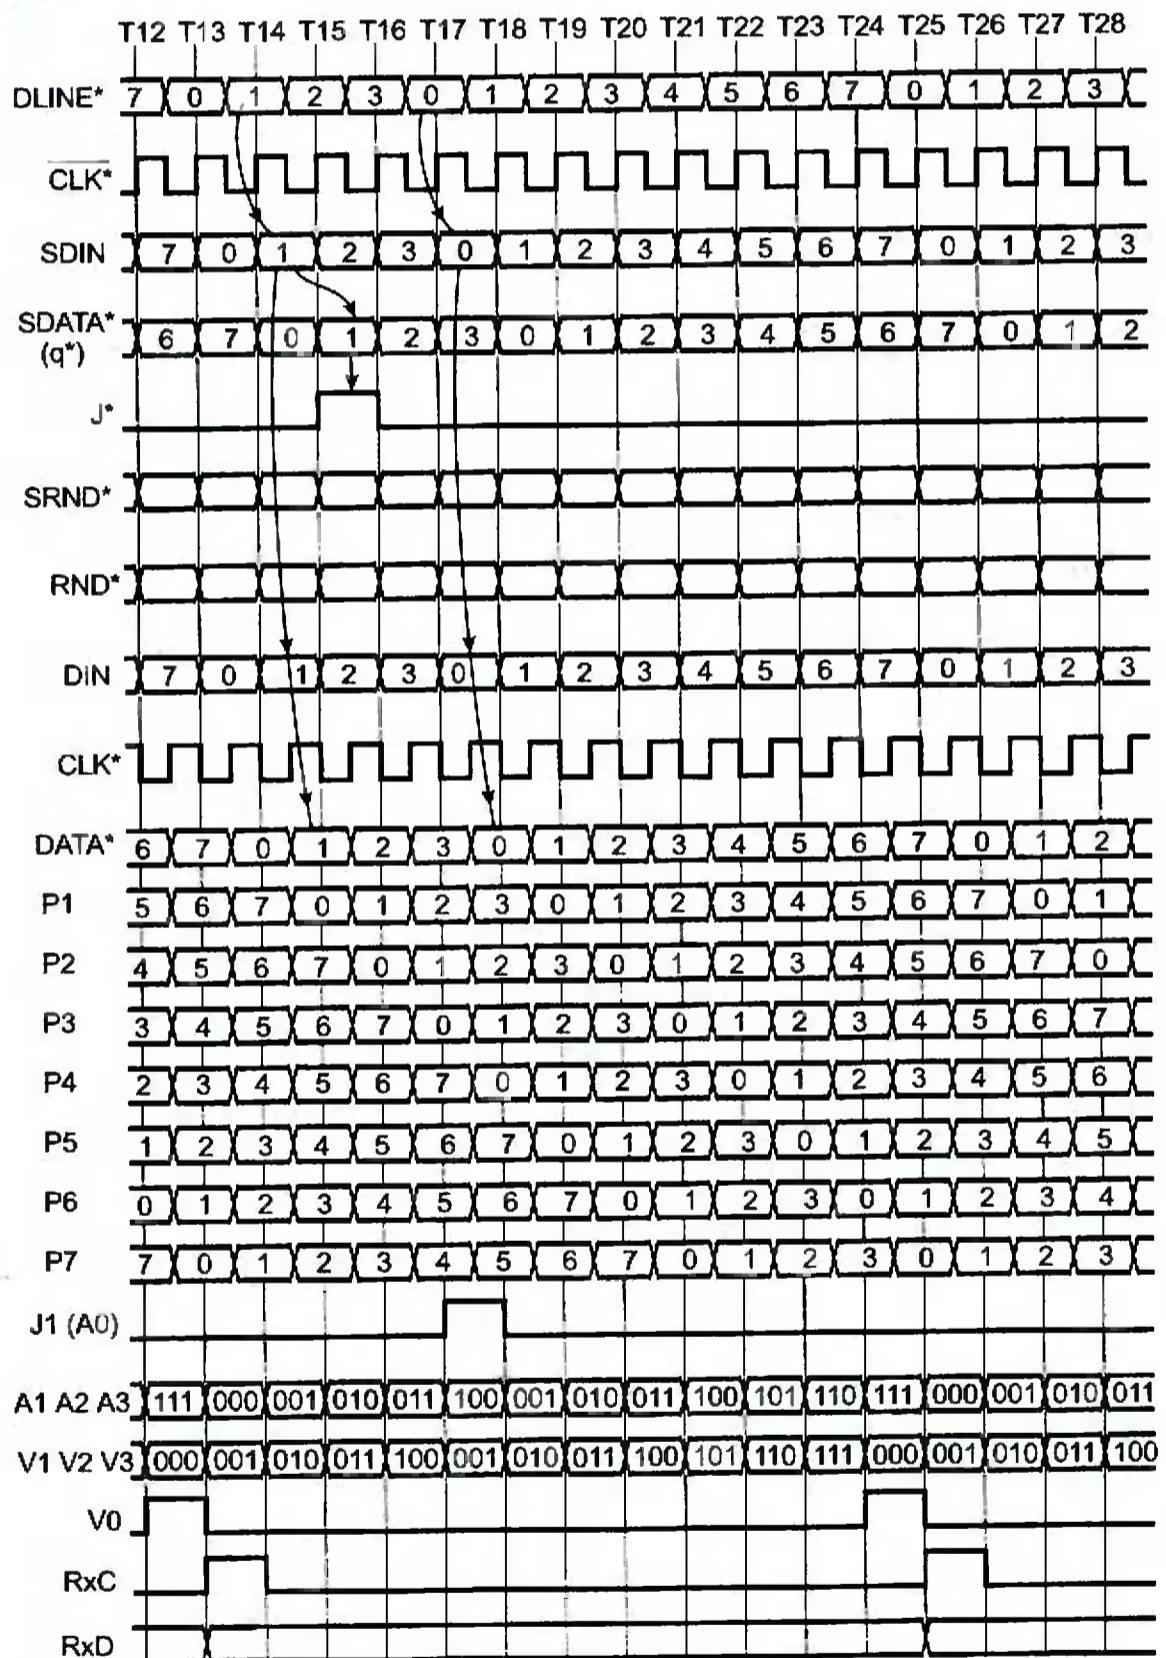 T12 T13 T14 T15 T16 T17 T18 T19 T20 T21 T22 T23 T24 T25 T26 T27 T28
DLINE* 7 0 1 2 3 0 1 2 3 4 5 6 7 0 1 2 3
CLK*
SDIN 7 0 1 2 3 0 1 2 3 4 5 6 7 0 1 2 3
SDATA* 6 7 0 1 2 3 0 1 2 3 4 5 6 7 0 1 2
(q*)
J*
SRND*
RND*
DIN 7 0 1 2 3 0 1 2 3 4 5 6 7 0 1 2 3
CLK*
DATA* 6 7 0 1 2 3 0 1 2 3 4 5 6 7 0 1 2
P1 5 6 7 0 1 2 3 0 1 2 3 4 5 6 7 0 1
P2 4 5 6 7 0 1 2 3 0 1 2 3 4 5 6 7 0
P3 3 4 5 6 7 0 1 2 3 0 1 2 3 4 5 6 7
P4 2 3 4 5 6 7 0 1 2 3 0 1 2 3 4 5 6
P5 1 2 3 4 5 6 7 0 1 2 3 0 1 2 3 4 5
P6 0 1 2 3 4 5 6 7 0 1 2 3 0 1 2 3 4
P7 7 0 1 2 3 4 5 6 7 0 1 2 3 0 1 2 3
J1 (A0)
A1 A2 A3 111 000 001 010 011 100 001 010 011 100 101 110 111 000 001 010 011
V1 V2 V3 000 001 010 011 100 001 010 011 100 101 110 111 000 001 010 011 100
V0
RxC
RxD